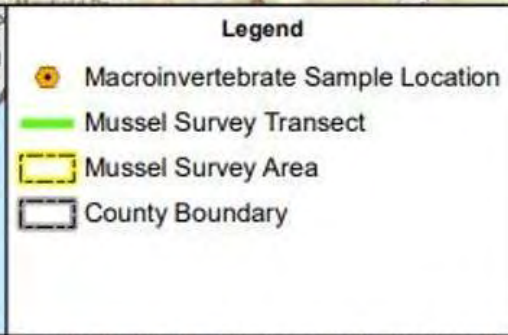 Legend
Macroinvertebrate Sample Location
Mussel Survey Transect
Mussel Survey Area
County Boundary